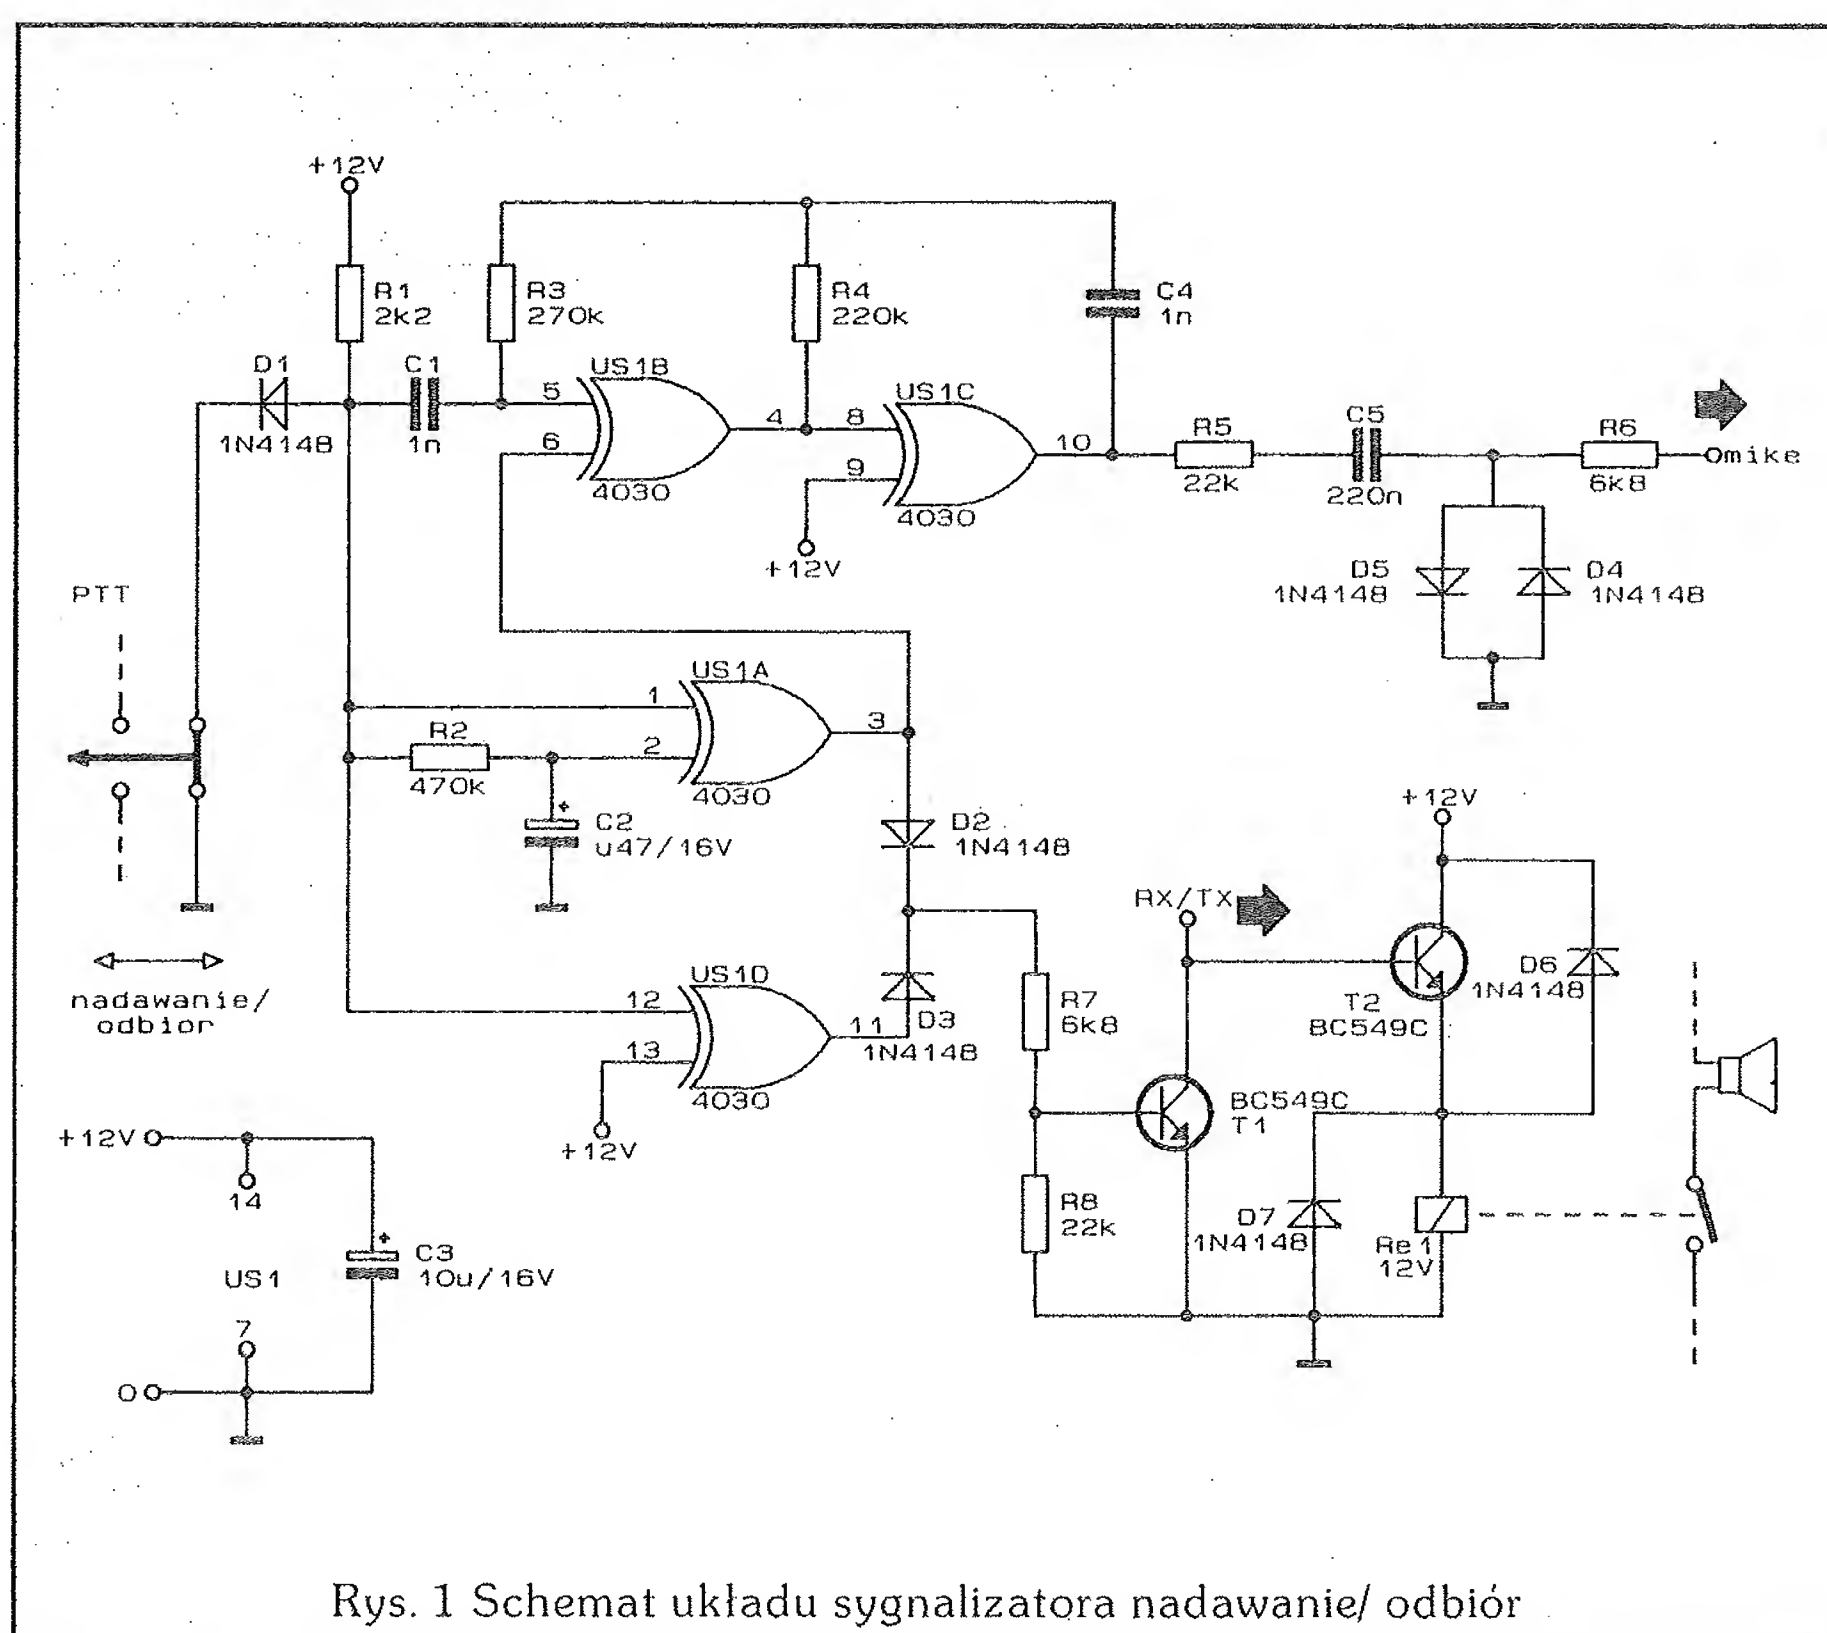 +12V
R1
2k2
R3
270k
R4
220k
C4
1n
D1
1N4148
C1
1n
US1B
5
6
4
4030
US1C
8
9
10
4030
+12V
R5
22k
C5
220n
R6
6k8
Omike
D5
1N4148
D4
1N4148
PTT
US1A
1
2
3
4030
R2
470k
C2
u47/16V
D2
1N4148
nadawanie/
odbior
US1D
12
13
11
4030
+12V
D3
1N4148
R7
6k8
R8
22k
RX/TX
+12V
T2
BC549C
D6
1N4148
BC549C
T1
D7
1N4148
Re1
12V
+12V
14
US1
7
0
C3
10u/16V
Rys. 1 Schemat układu sygnalizatora nadawanie/ odbiór